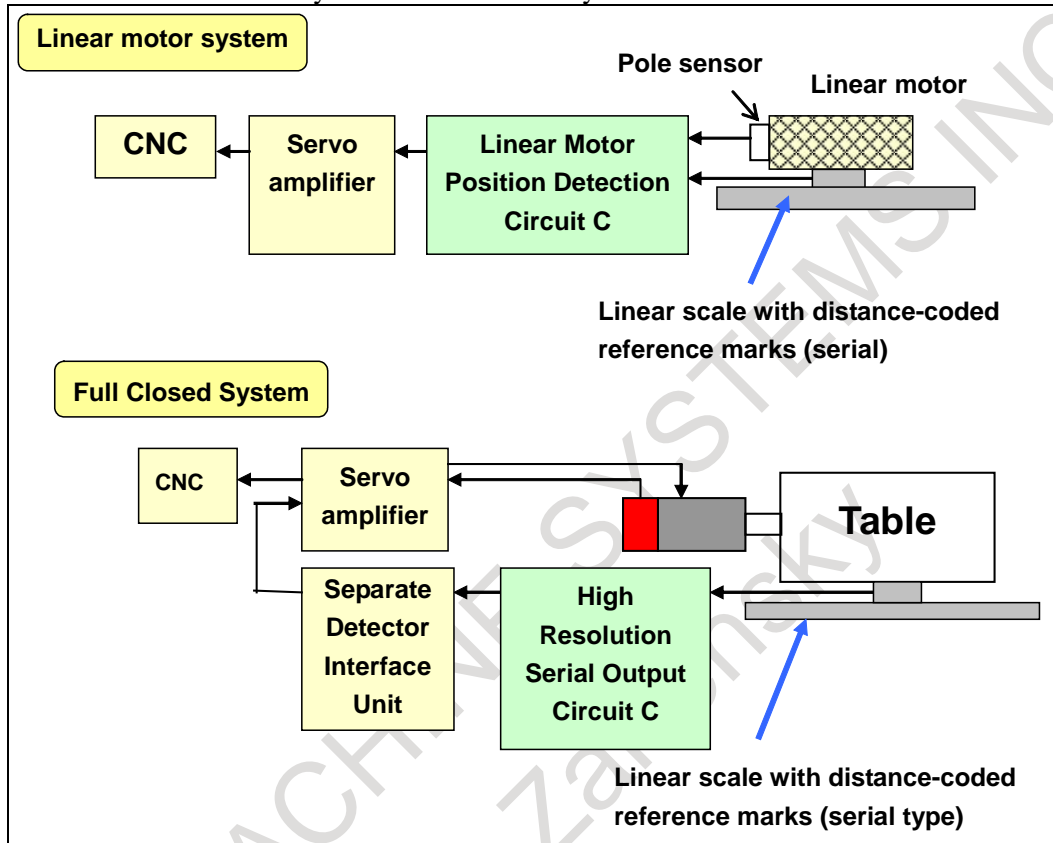 Linear motor system
Pole sensor
Linear motor
CNC
Servo
amplifier
Linear Motor
Position Detection
Circuit C
Linear scale with distance-coded
reference marks (serial)
Full Closed System
CNC
Servo
amplifier
Table
Separate
Detector
Interface
Unit
High
Resolution
Serial Output
Circuit C
Linear scale with distance-coded
reference marks (serial type)